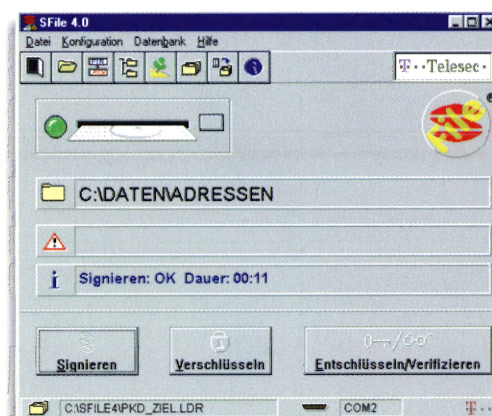 SFile 4.0
Datei Konfiguration Datenbank Hilfe
T · · Telesec ·
file
C:\DATEN\ADRESSEN
Signieren: OK Dauer: 00:11
Signieren
Verschlüsseln
Entschlüsseln/Verifizieren
C:\SFILE4\PKD_ZIEL.LDR
COM2
T · ·